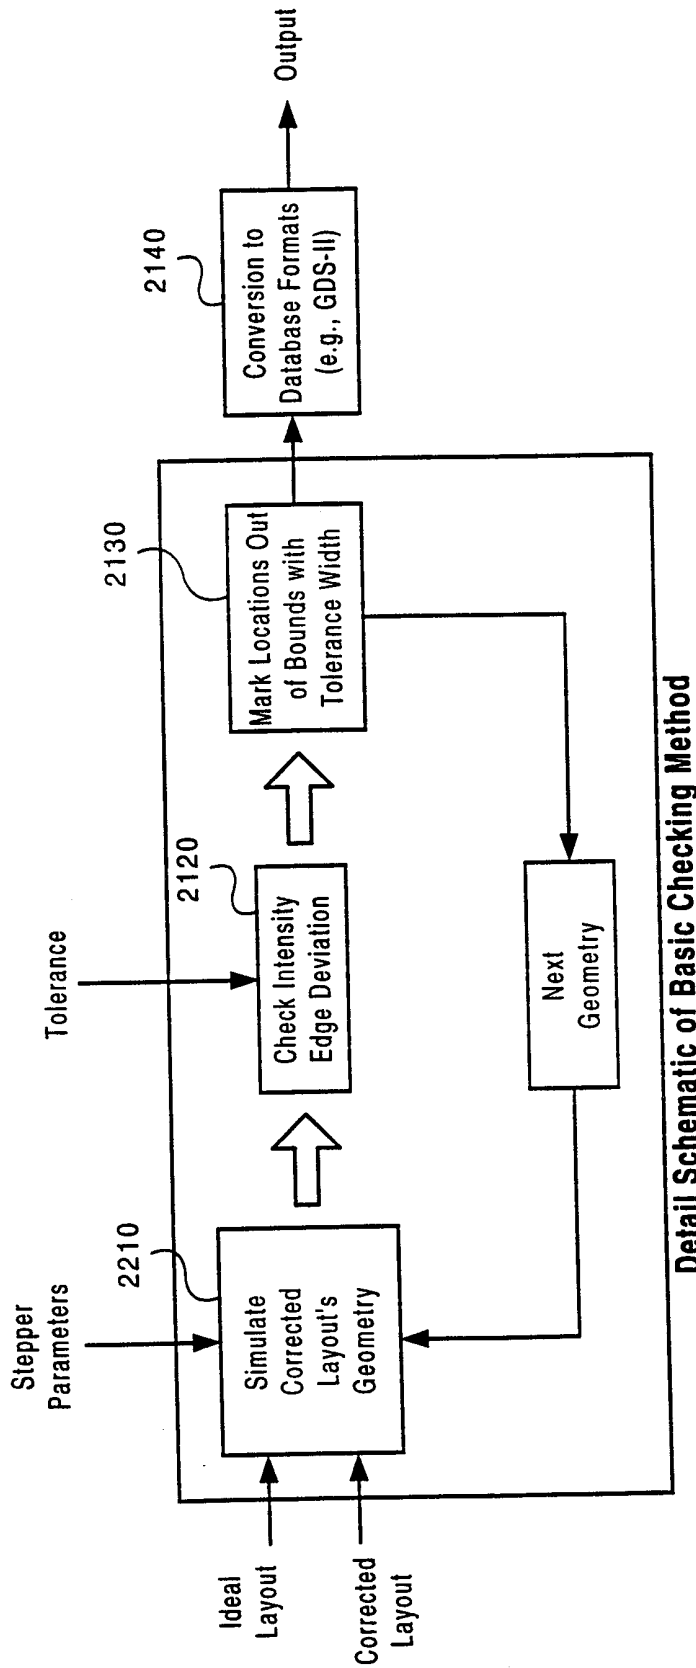 Stepper
Parameters
Tolerance
Ideal
Layout
Corrected
Layout
2210
Simulate
Corrected
Layout's
Geometry
2120
Check Intensity
Edge Deviation
2130
Mark Locations Out
of Bounds with
Tolerance Width
2140
Conversion to
Database Formats
(e.g., GDS-II)
Output
Next
Geometry
Detail Schematic of Basic Checking Method